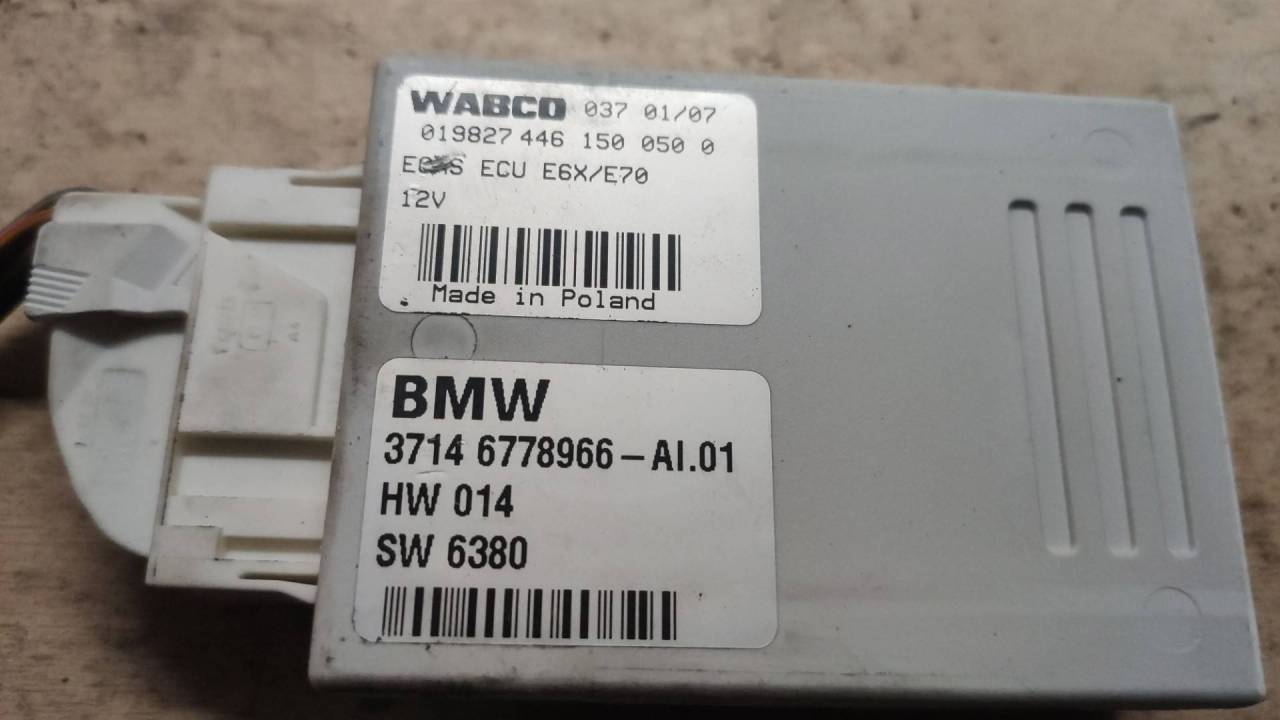 WABCO 037 01/07
019827 446 150 050 0
ECAS ECU E6X/E70
12V
Made in Poland
BMW
3714 6778966-AI.01
HW 014
SW 6380